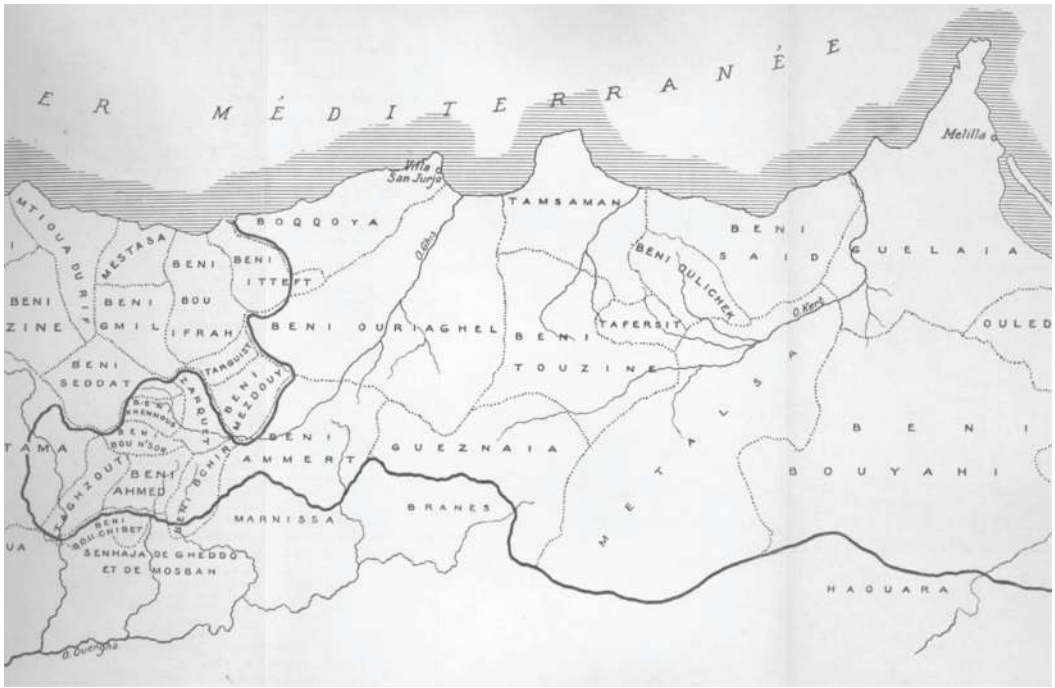 ER MÉDITERRANÉE
Melilla
Villa
San Jurjo
MTIOUA DU RIF
MESTASA
BOQQOYA
TAMSAMAN
BENI
SAID
GUELAIA
BENI
BOU
IFRAH
BENI
ITTEFT
O. Ghis
BENI OULICHEK
I
BENI
ZINE
BENI
GMIL
BENI OURIAGHEL
BENI
TOUZINE
TAFERSIT
O. Kert
OULED
BENI
SEDDAT
TARGUIST
BENI
MEZDOUY
ZARQUET
BENI
KHENNOUS
BENI
BOU N'SOR
BENI
AMMERT
GUEZNAIA
METALSA
BENI
BOUYAHI
TAMA
TAGHZOUT
BENI
AHMED
BENI BCHIR
BENI
BOU CHIBET
MARNISSA
BRANES
UA
SENHAJA DE GHEDDO
ET DE MOSBAH
HAOUARA
O. Ouergha